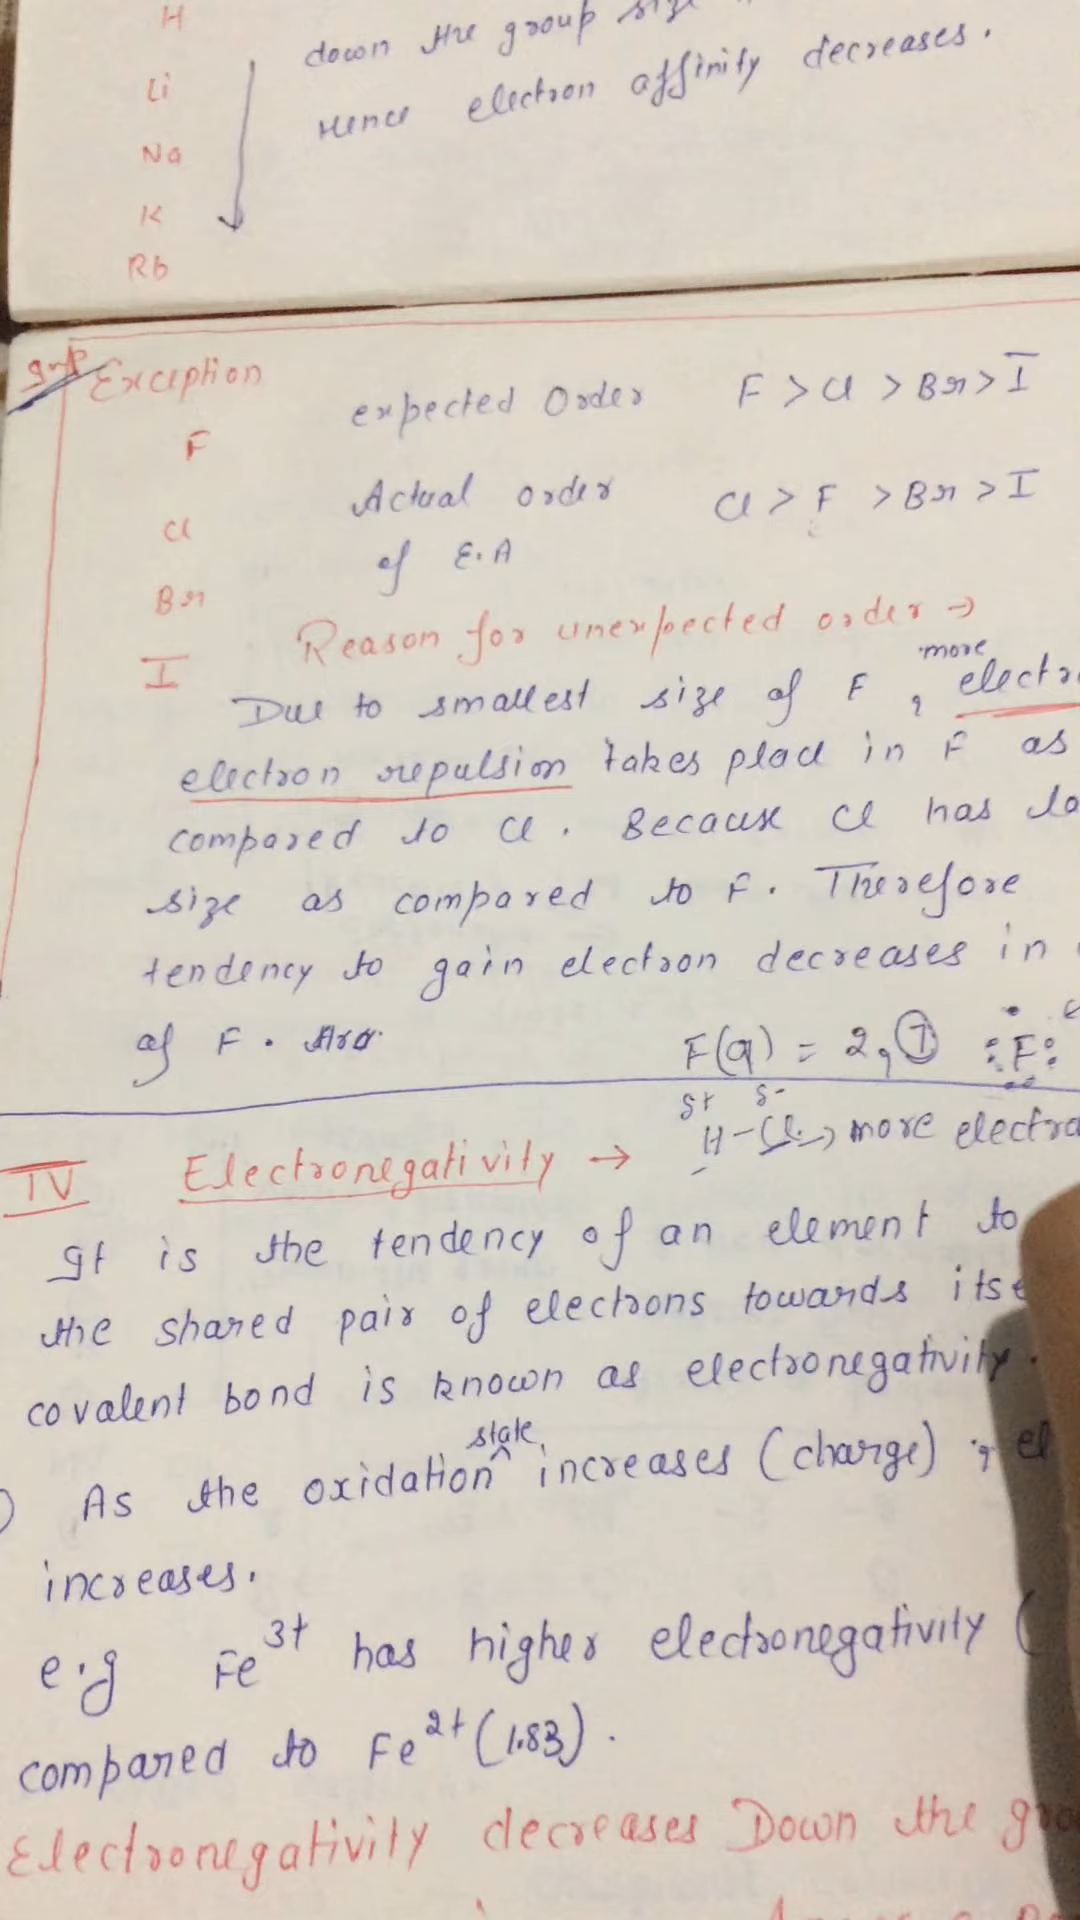 H
down the group size
Li
Hence electron affinity decreases.
Na
K
Rb
Exception
expected Order F > Cl > Br > I
F
Actual order Cl > F > Br > I
of E.A
Cl
Br
Reason for unexpected order →
I
more
Due to smallest size of F,
electron repulsion takes place in F as
compared to Cl. Because Cl has
size as compared to F. Therefore
tendency to gain electron decreases in
of F.
F(9) = 2,7 :F:
δ+ δ-
H-Cl → more
IV Electronegativity →
It is the tendency of an element to
the shared pair of electrons towards
covalent bond is known as electronegativity.
state
As the oxidation ^ increases (charge),
increases.
e.g Fe³⁺ has higher electronegativity (
compared to Fe²⁺ (1.83).
Electronegativity decreases Down the